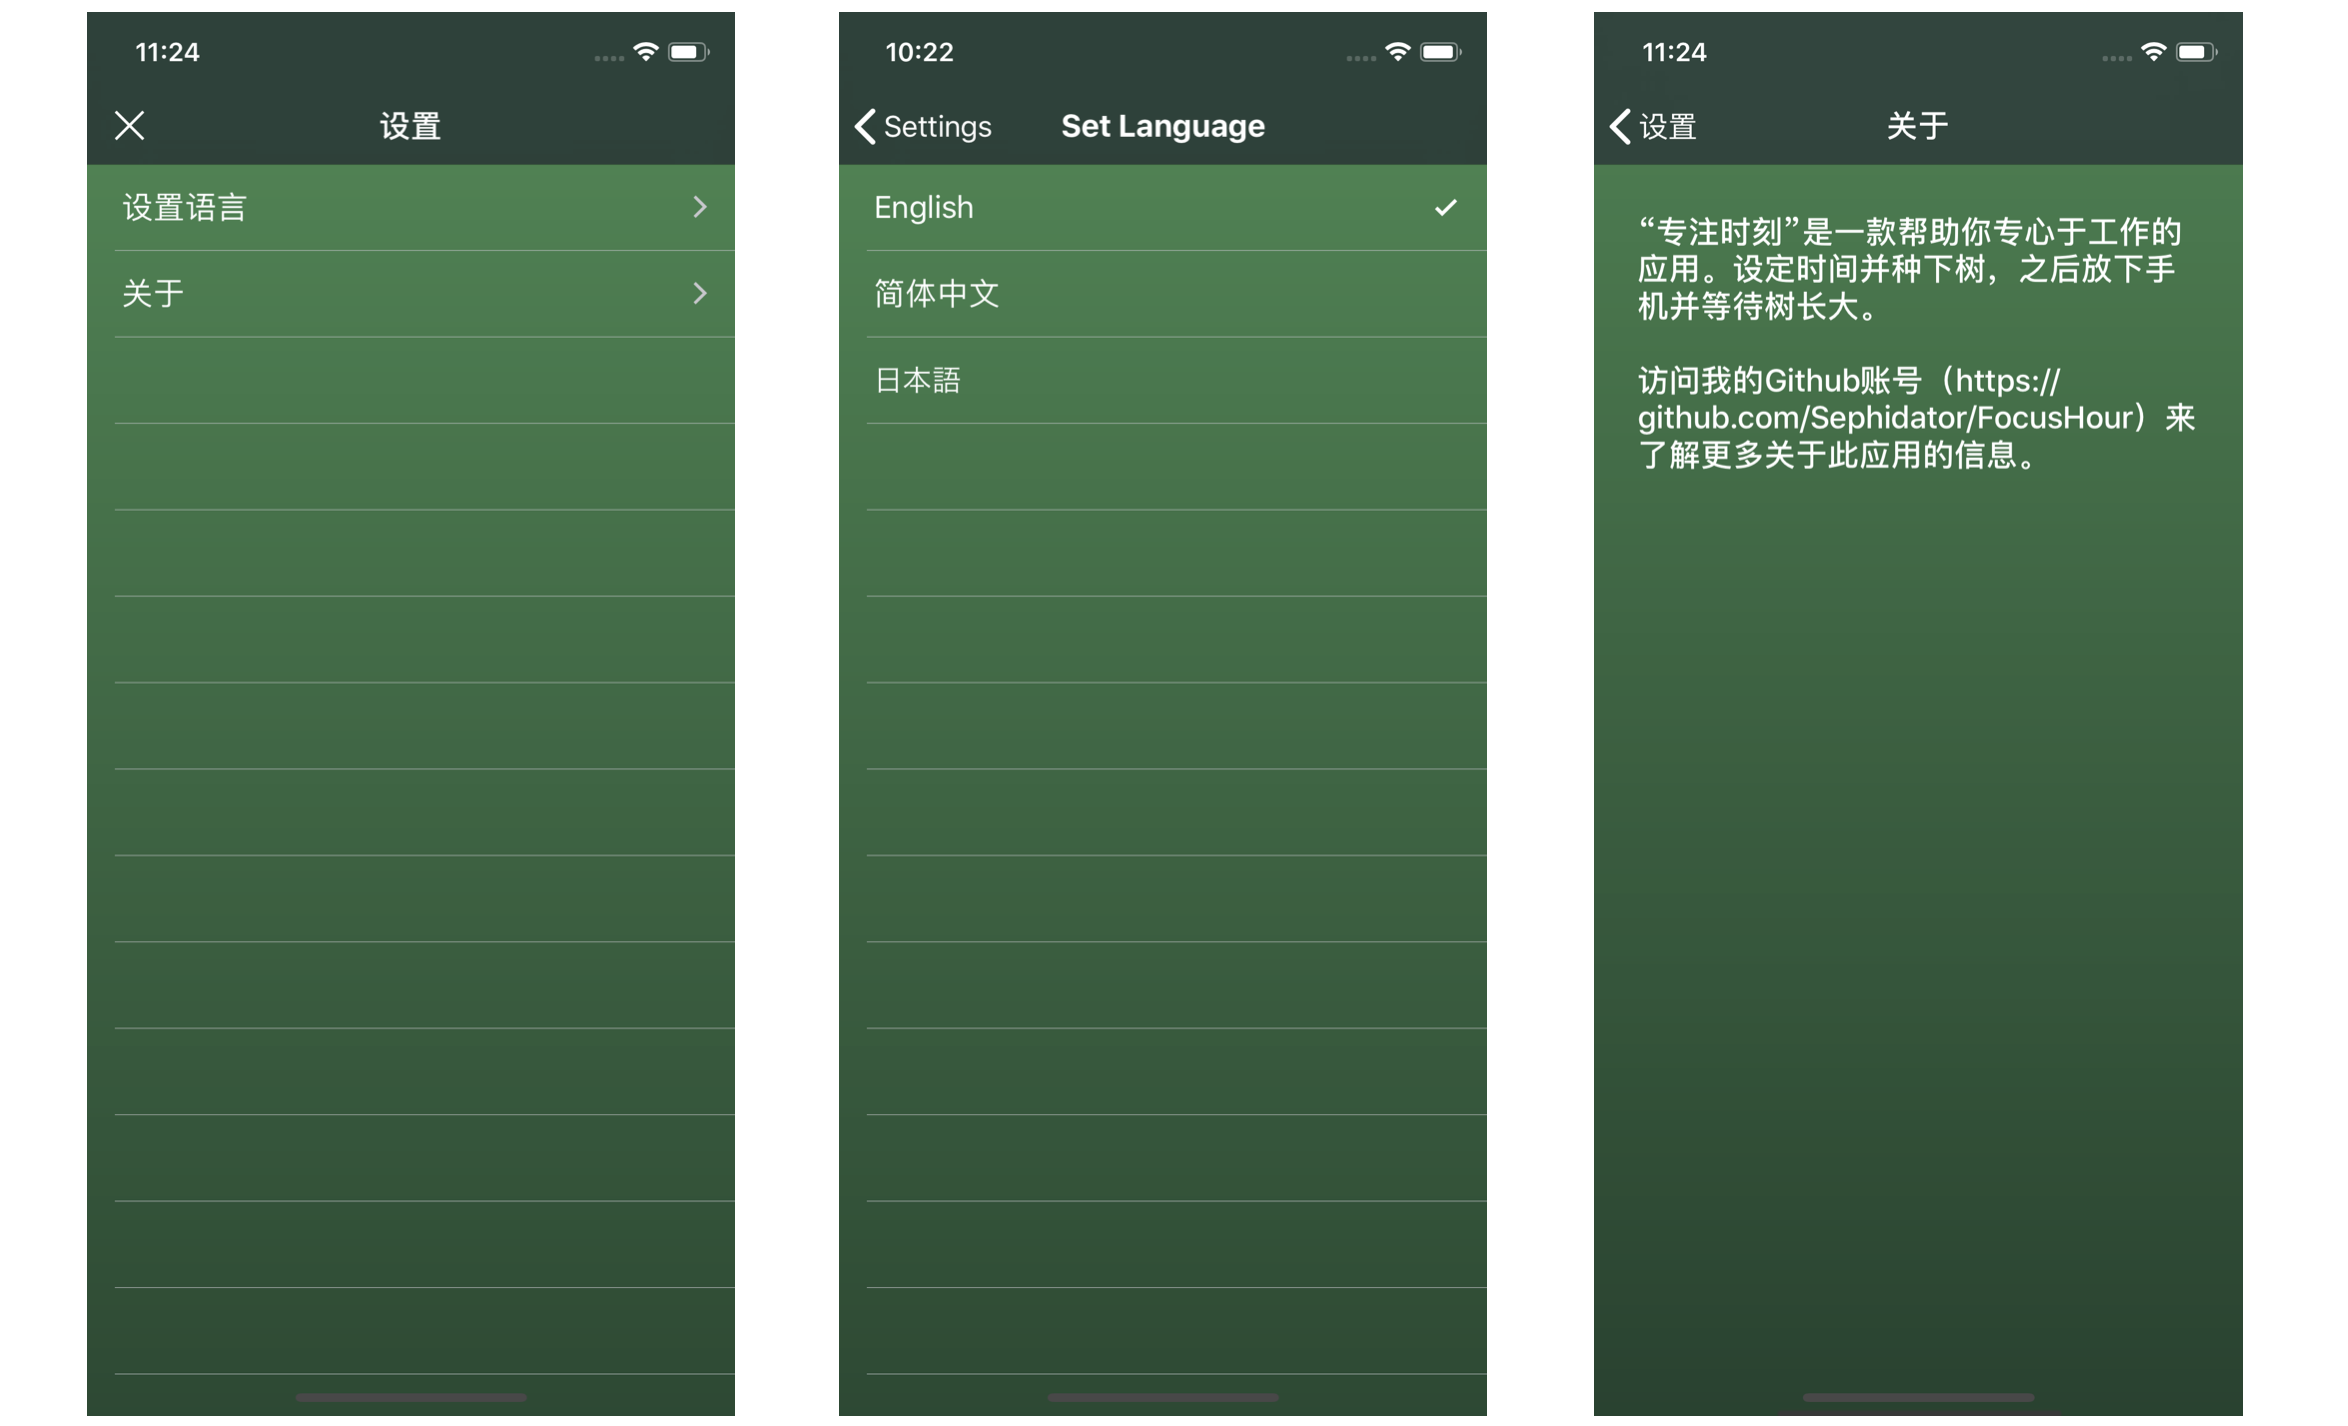 11:24
设置
设置语言
关于
10:22
Settings
Set Language
English
简体中文
日本語
11:24
设置
关于
“专注时刻”是一款帮助你专心于工作的
应用。设定时间并种下树，之后放下手
机并等待树长大。
访问我的Github账号（https://
github.com/Sephidator/FocusHour）来
了解更多关于此应用的信息。